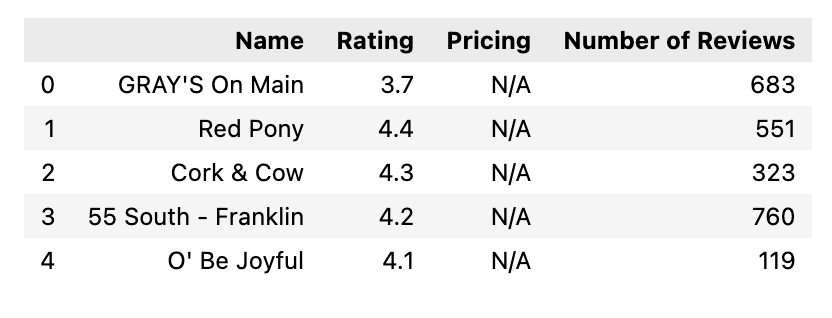 Name Rating Pricing Number of Reviews
0 GRAY'S On Main 3.7 N/A 683
1 Red Pony 4.4 N/A 551
2 Cork & Cow 4.3 N/A 323
3 55 South - Franklin 4.2 N/A 760
4 O' Be Joyful 4.1 N/A 119